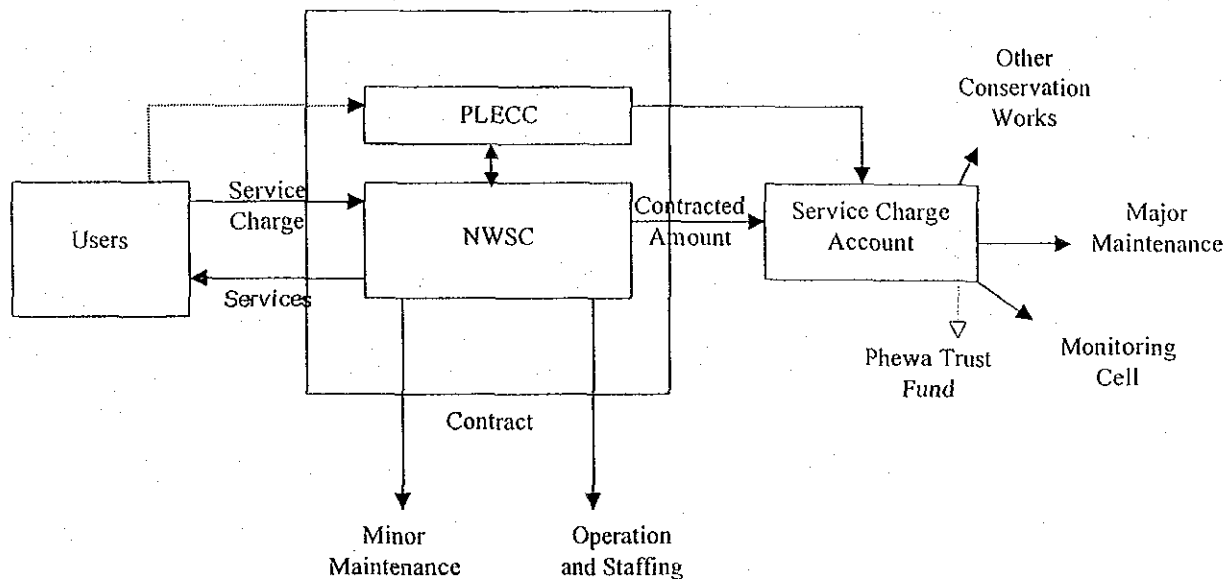 Other
Conservation
Works
PLECC
Users
Service
Charge
Services
NWSC
Contracted
Amount
Service Charge
Account
Major
Maintenance
Monitoring
Cell
Phewa Trust
Fund
Contract
Minor
Maintenance
Operation
and Staffing